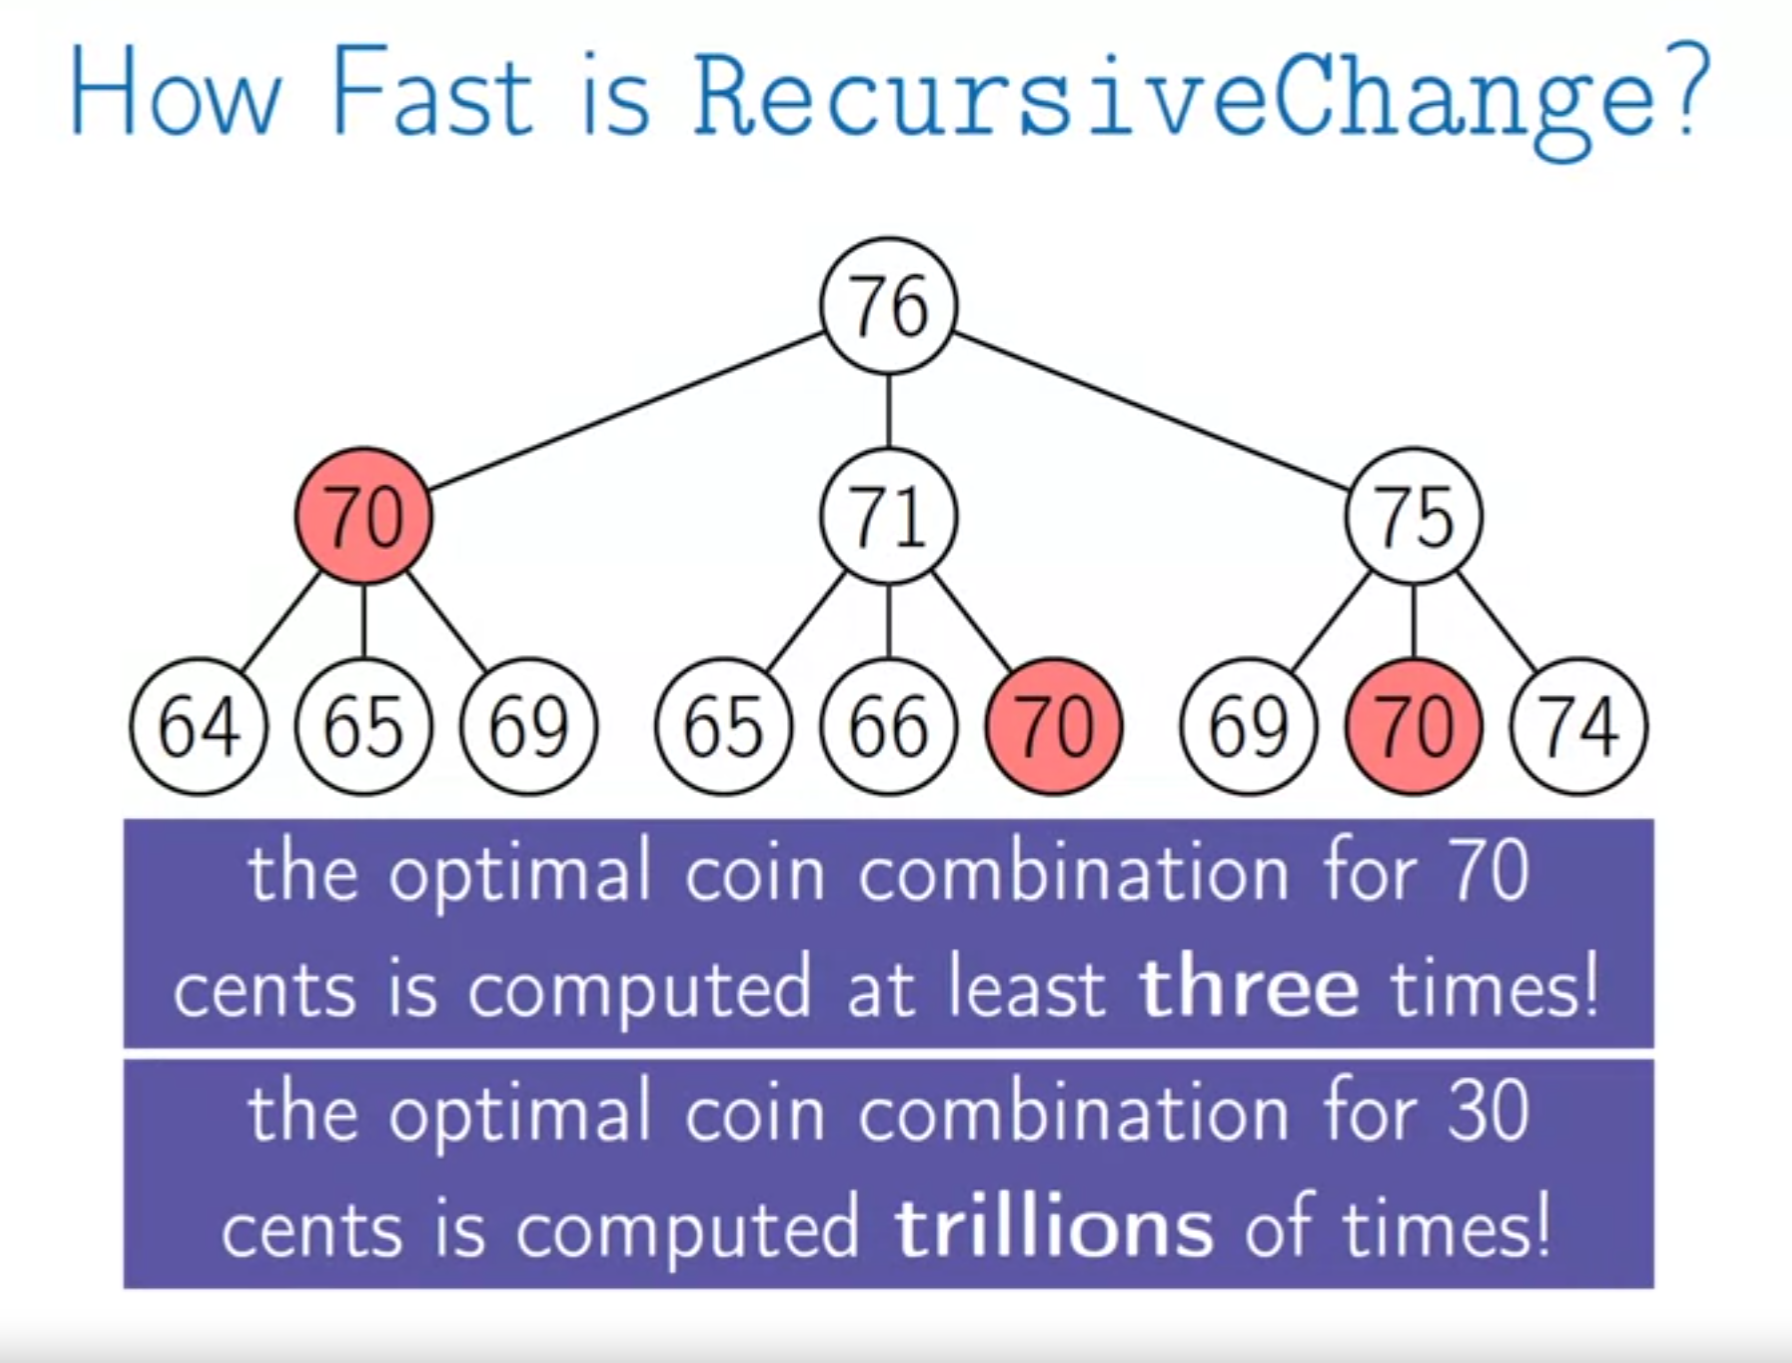 How Fast is RecursiveChange?
76
70 71 75
64 65 69 65 66 70 69 70 74
the optimal coin combination for 70
cents is computed at least three times!
the optimal coin combination for 30
cents is computed trillions of times!